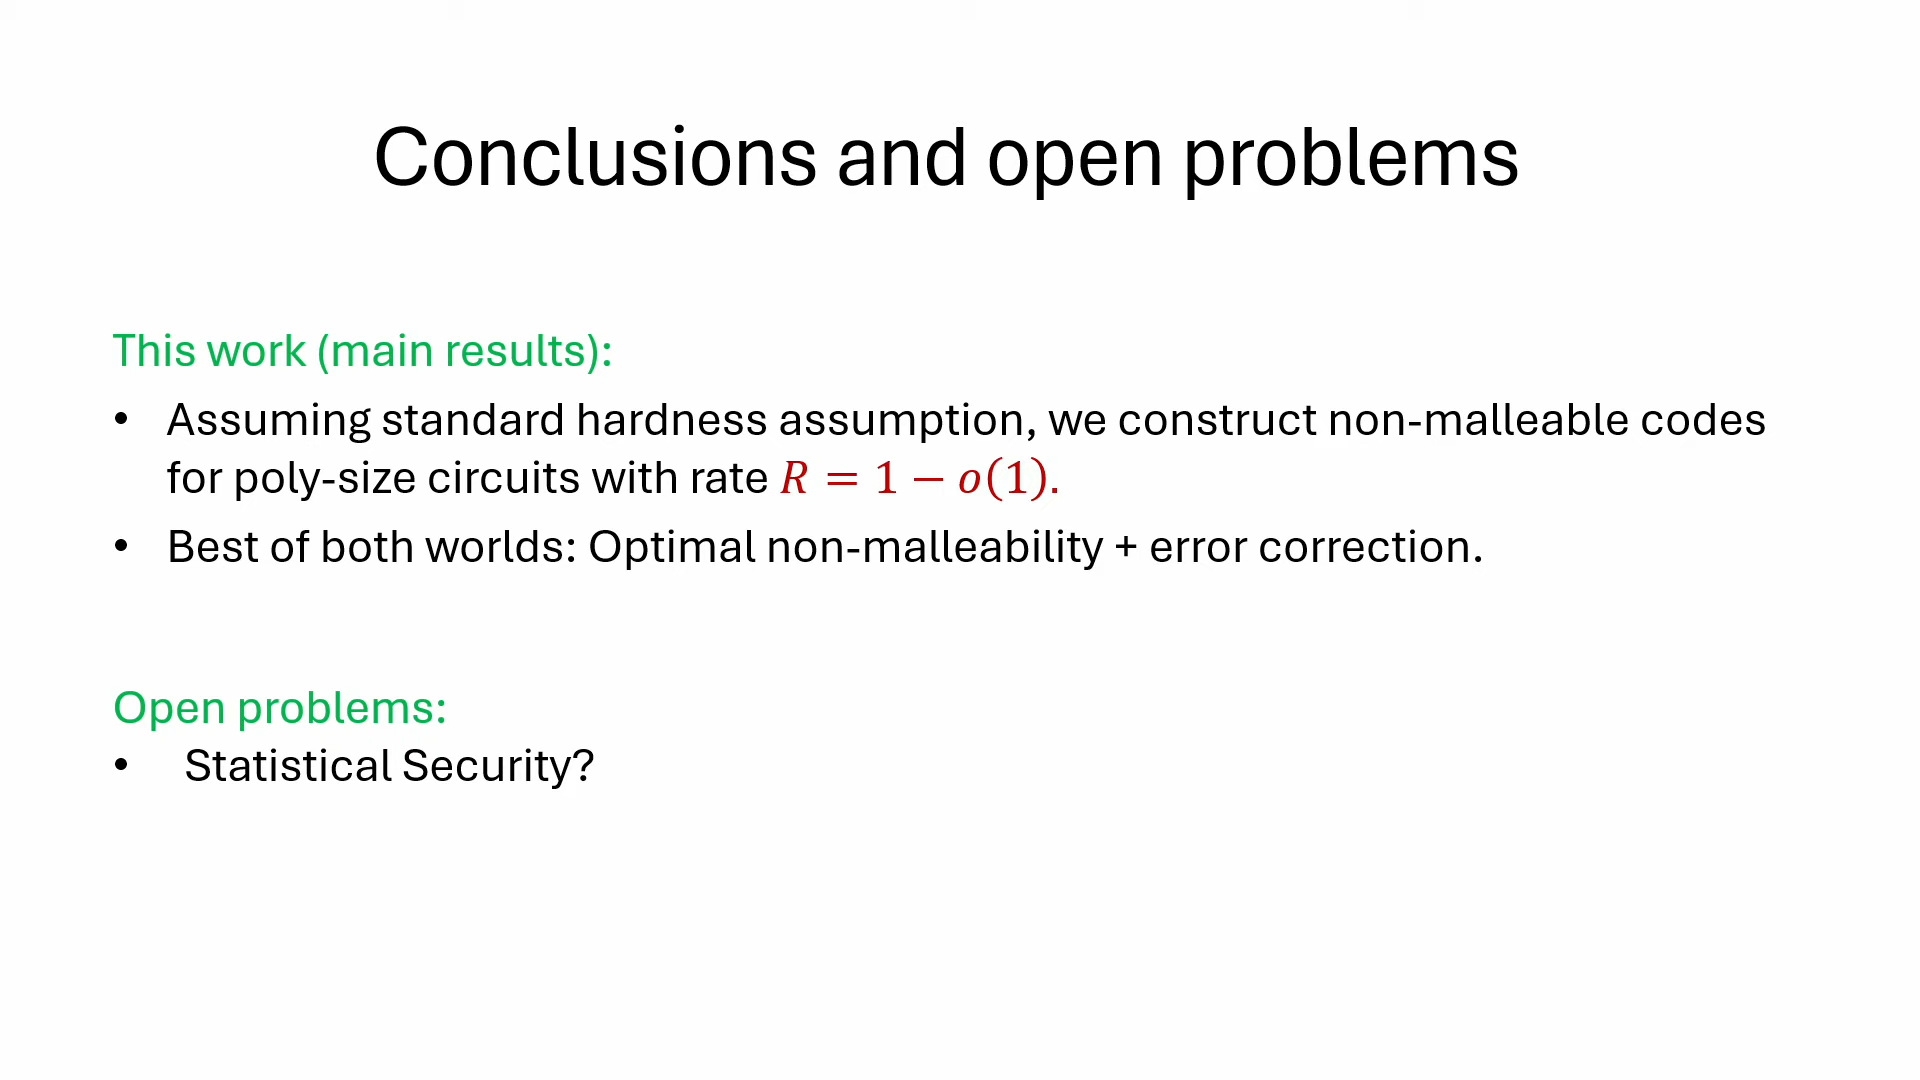 Conclusions and open problems
This work (main results):
• Assuming standard hardness assumption, we construct non-malleable codes
for poly-size circuits with rate R = 1 − o(1).
• Best of both worlds: Optimal non-malleability + error correction.
Open problems:
• Statistical Security?